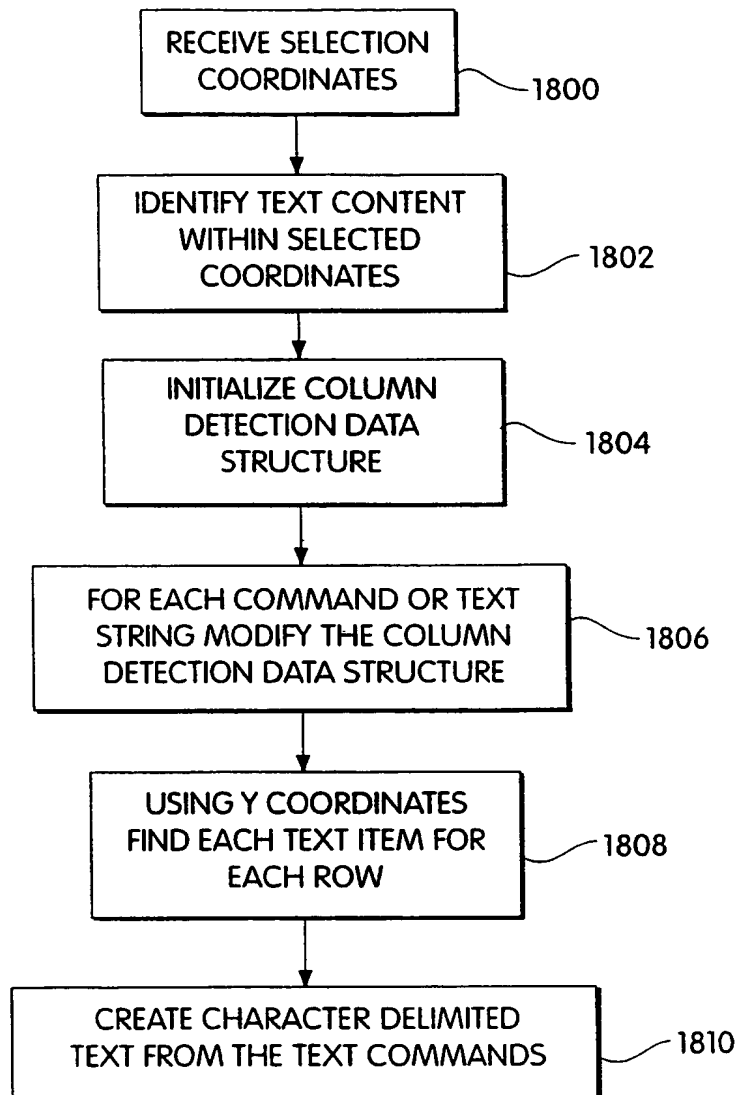 RECEIVE SELECTION
COORDINATES
1800
IDENTIFY TEXT CONTENT
WITHIN SELECTED
COORDINATES
1802
INITIALIZE COLUMN
DETECTION DATA
STRUCTURE
1804
FOR EACH COMMAND OR TEXT
STRING MODIFY THE COLUMN
DETECTION DATA STRUCTURE
1806
USING Y COORDINATES
FIND EACH TEXT ITEM FOR
EACH ROW
1808
CREATE CHARACTER DELIMITED
TEXT FROM THE TEXT COMMANDS
1810